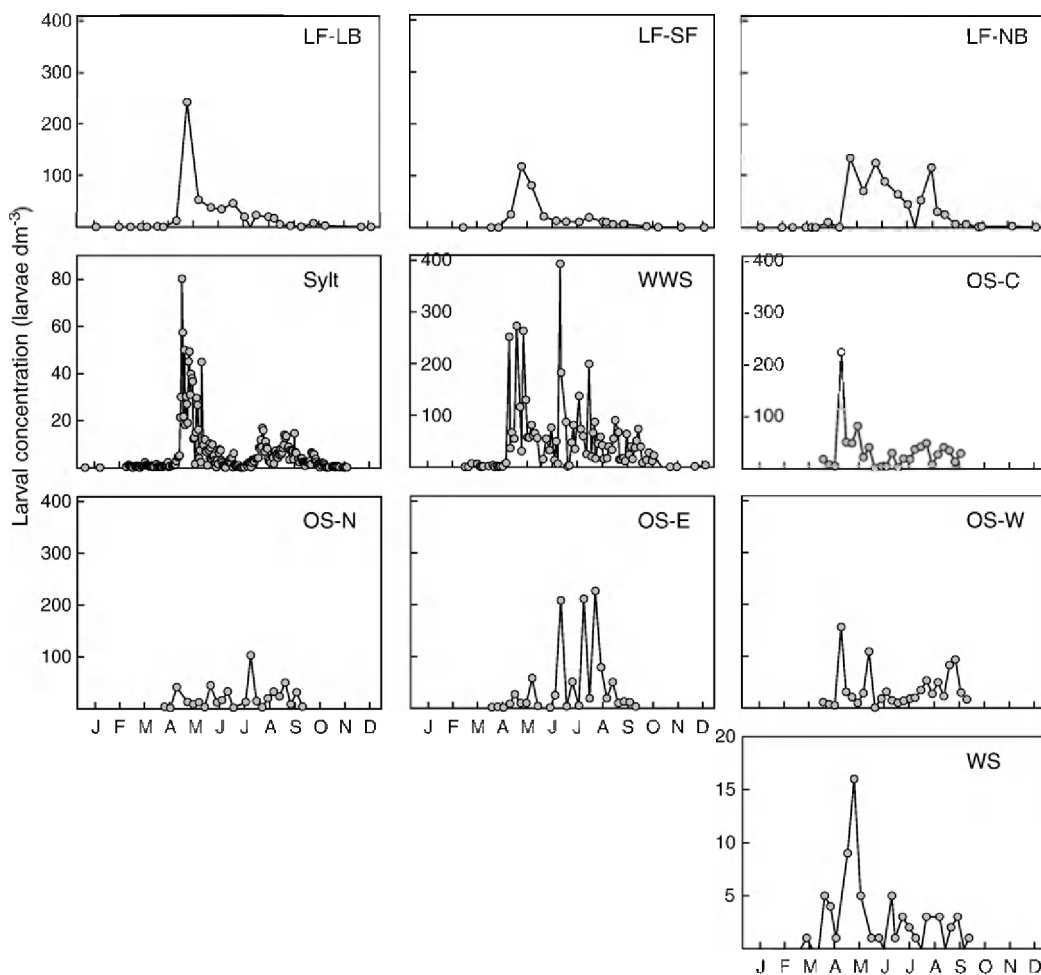 Larval concentration (larvae dm-3)
400 LF-LB LF-SF LF-NB
300
200
100
Sylt WWS OS-C
80 400 400
60 300 300
40 200 200
20 100 100
0
OS-N OS-E OS-W
400
300
200
100
J F M A M J J A S O N D J F M A M J J A S O N D
20 WS
15
10
5
J F M A M J J A S O N D